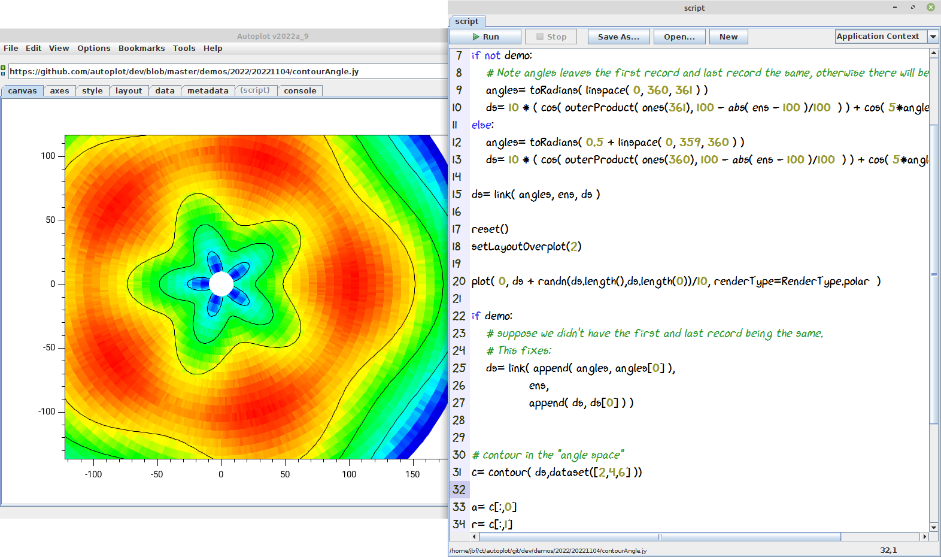 script
Autoplot v2022a_9
File Edit View Options Bookmarks Tools Help
https://github.com/autoplot/dev/blob/master/demos/2022/20221104/contourAngle.jy
canvas axes style layout data metadata (script) console
100
50
0
-50
-100
-100 -50 0 50 100 150
script
Run Stop Save As... Open... New Application Context
7 if not demo:
8 # Note angles leaves the first record and last record the same, otherwise there will be
9 angles= toRadians( linspace( 0, 360, 361 ) )
10 ds= 10 * ( cos( outerProduct( ones(361), 100 - abs( ens - 100 )/100 ) ) + cos( 5*angle
11 else:
12 angles= toRadians( 0.5 + linspace( 0, 359, 360 ) )
13 ds= 10 * ( cos( outerProduct( ones(360), 100 - abs( ens - 100 )/100 ) ) + cos( 5*angle
14
15 ds= link( angles, ens, ds )
16
17 reset()
18 setLayoutOverplot(2)
19
20 plot( 0, ds + randn(ds.length(),ds.length(0))/10, renderType=RenderType.polar )
21
22 if demo:
23 # suppose we didn't have the first and last record being the same.
24 # This fixes:
25 ds= link( append( angles, angles[0] ),
26 ens,
27 append( ds, ds[0] ) )
28
29
30 # contour in the "angle space"
31 c= contour( ds,dataset([2,4,6] ))
32
33 a= c[:,0]
34 r= c[:,1]
/home/jbf/ct/autoplot/git/dev/demos/2022/20221104/contourAngle.jy 32,1